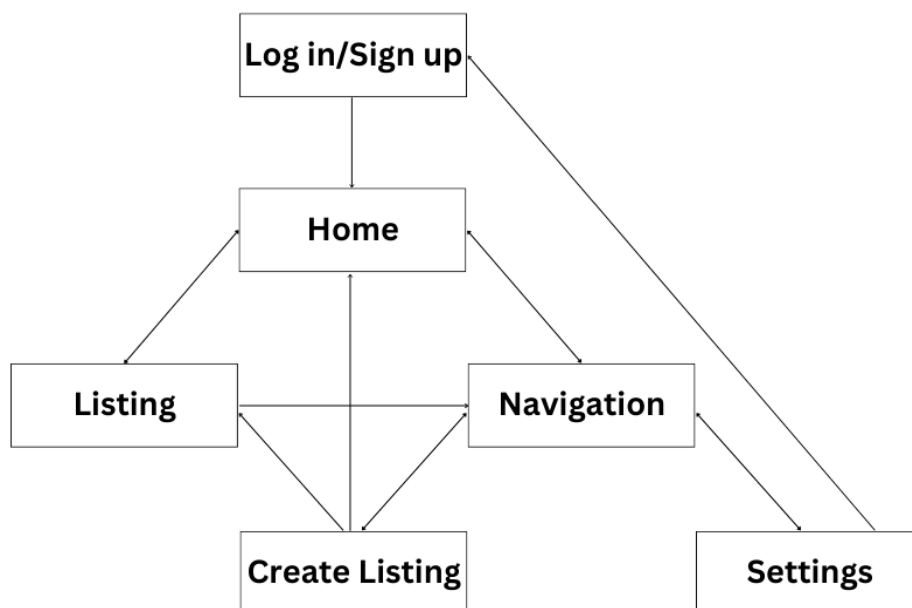 Log in/Sign up
Home
Listing
Navigation
Create Listing
Settings